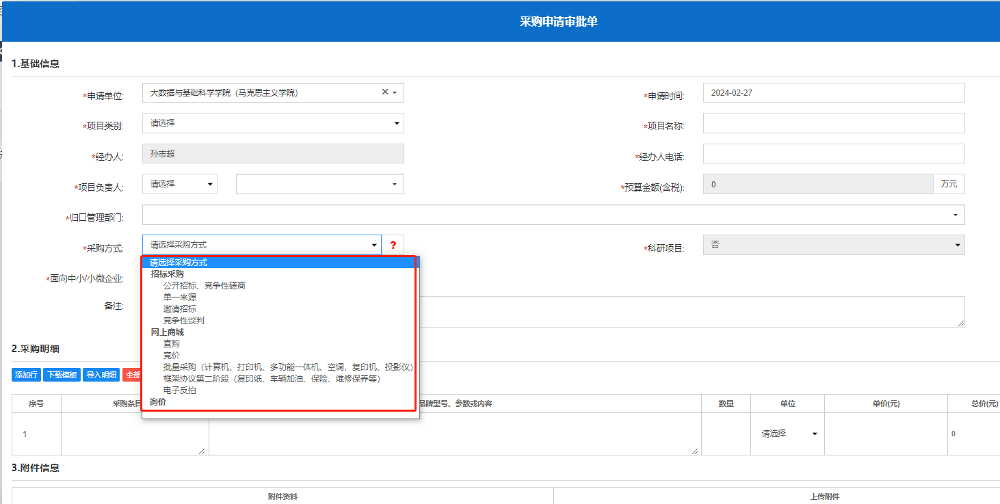 采购申请审批单
1.基础信息
*申请单位: 大数据与基础科学学院（马克思主义学院） ×
*申请时间: 2024-02-27
*项目类别: 请选择
*项目名称:
*经办人: 孙志超
*经办人电话:
*项目负责人: 请选择
*预算金额(含税): 0 万元
*归口管理部门:
*采购方式: 请选择采购方式 ?
*科研项目: 否
请选择采购方式
招标采购
公开招标、竞争性磋商
单一来源
邀请招标
竞争性谈判
网上商城
直购
竞价
批量采购（计算机、打印机、多功能一体机、空调，复印机、投影仪）
框架协议第二阶段（复印纸、车辆加油、保险、维修保养等）
电子反拍
询价
*面向中小/小微企业:
备注:
2.采购明细
添加行 下载模板 导入明细 全部
序号 采购条目 品牌型号、参数或内容 数量 单位 单价(元) 总价(元)
1 请选择 0
3.附件信息
附件资料 上传附件